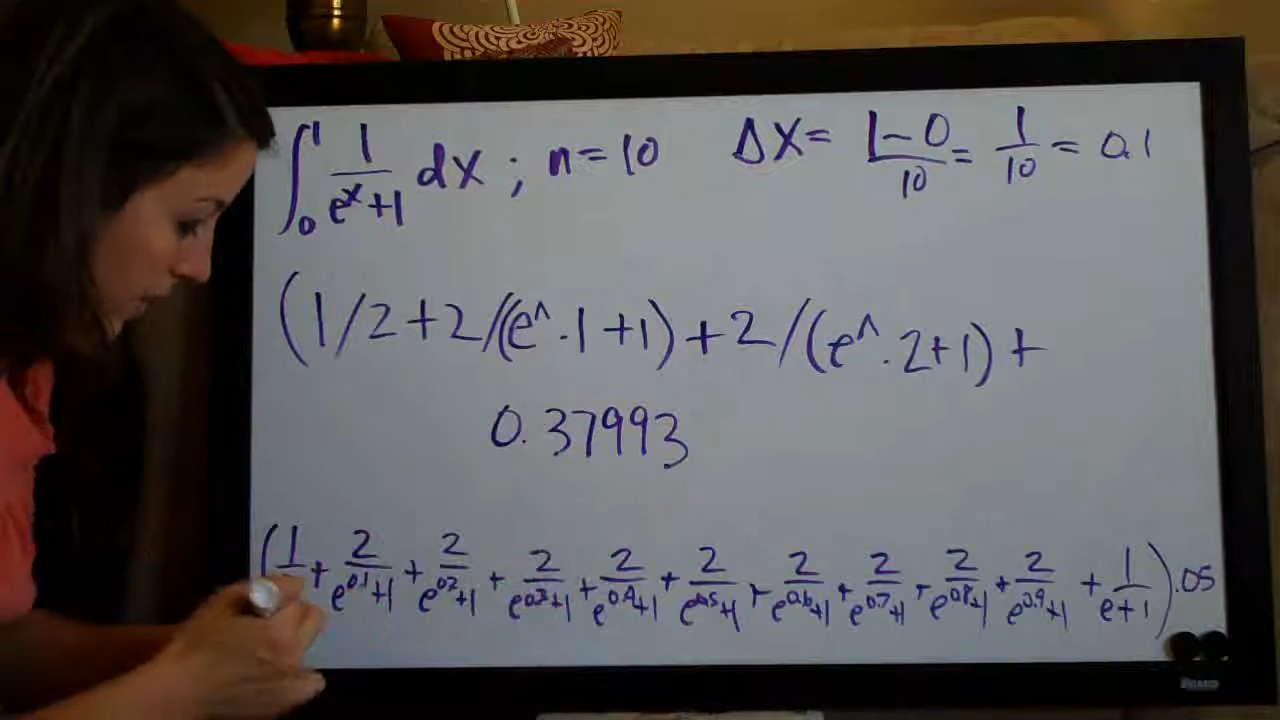 ∫₀¹ 1/(eˣ+1) dx ; n=10    Δx = (1-0)/10 = 1/10 = 0.1
(1/2+2/(e^.1+1)+2/(e^.2+1)+
0.37993
(1/ + 2/(e^0.1+1) + 2/(e^0.2+1) + 2/(e^0.3+1) + 2/(e^0.4+1) + 2/(e^0.5+1) + 2/(e^0.6+1) + 2/(e^0.7+1) + 2/(e^0.8+1) + 2/(e^0.9+1) + 1/(e+1)).05